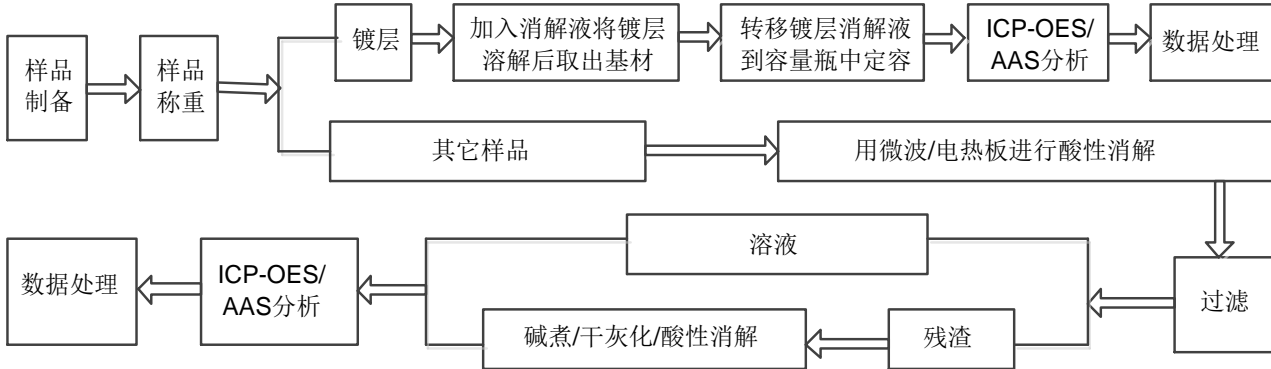 样品
制备
样品
称重
镀层
加入消解液将镀层
溶解后取出基材
转移镀层消解液
到容量瓶中定容
ICP-OES/
AAS分析
数据处理
其它样品
用微波/电热板进行酸性消解
过滤
溶液
残渣
碱煮/干灰化/酸性消解
ICP-OES/
AAS分析
数据处理